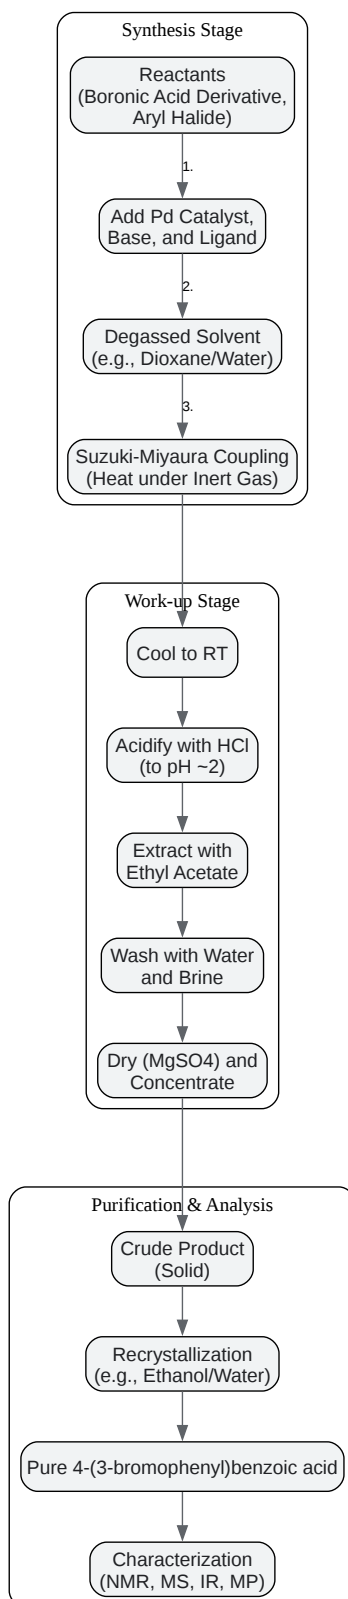 Synthesis Stage
Reactants
(Boronic Acid Derivative,
Aryl Halide)
1.
Add Pd Catalyst,
Base, and Ligand
2.
Degassed Solvent
(e.g., Dioxane/Water)
3.
Suzuki-Miyaura Coupling
(Heat under Inert Gas)
Work-up Stage
Cool to RT
Acidify with HCl
(to pH ~2)
Extract with
Ethyl Acetate
Wash with Water
and Brine
Dry (MgSO4) and
Concentrate
Purification & Analysis
Crude Product
(Solid)
Recrystallization
(e.g., Ethanol/Water)
Pure 4-(3-bromophenyl)benzoic acid
Characterization
(NMR, MS, IR, MP)